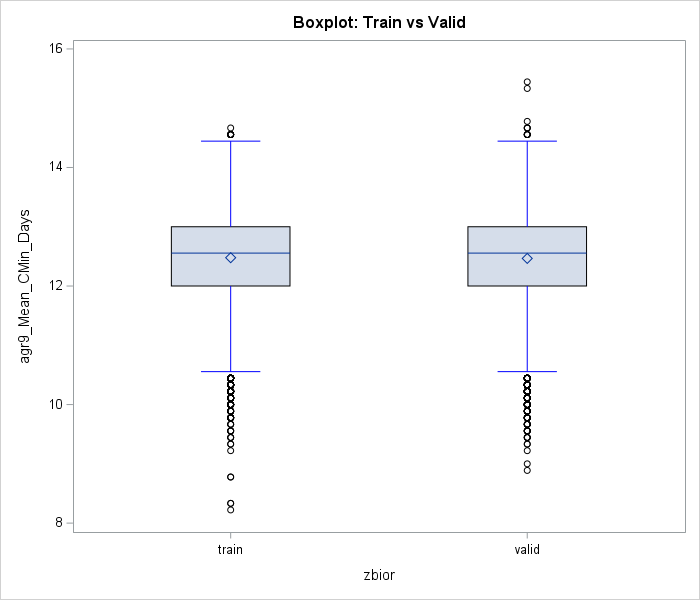 Boxplot: Train vs Valid
16
14
12
10
8
agr9_Mean_CMin_Days
train
valid
zbior